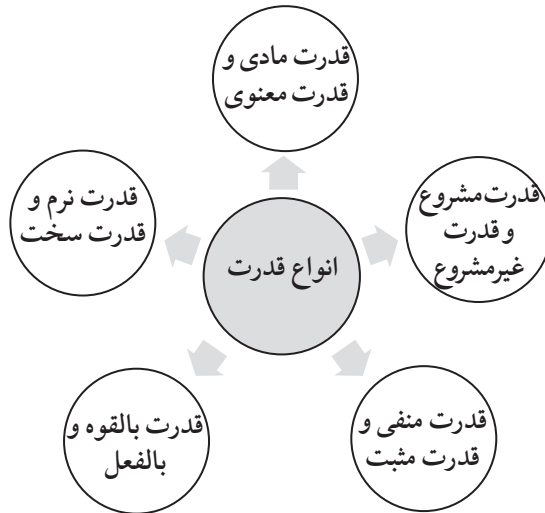 قدرت مادی و
قدرت معنوی
قدرت مشروع
و قدرت
غیرمشروع
قدرت نرم و
قدرت سخت
انواع قدرت
قدرت منفی و
قدرت مثبت
قدرت بالقوه و
بالفعل